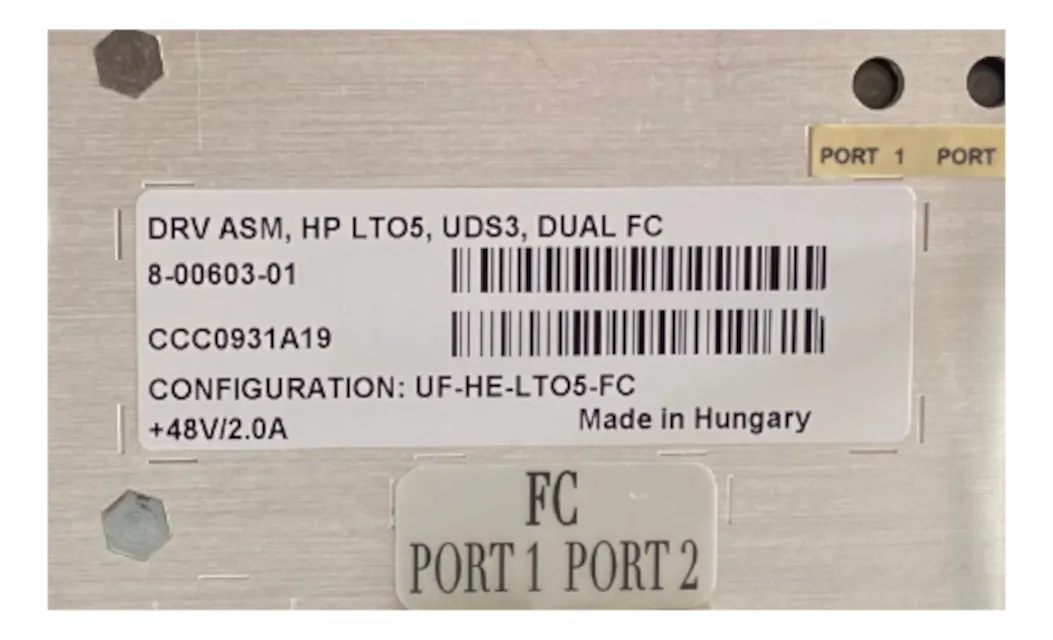 PORT 1 PORT
DRV ASM, HP LTO5, UDS3, DUAL FC
8-00603-01
CCC0931A19
CONFIGURATION: UF-HE-LTO5-FC
+48V/2.0A Made in Hungary
FC
PORT 1 PORT 2